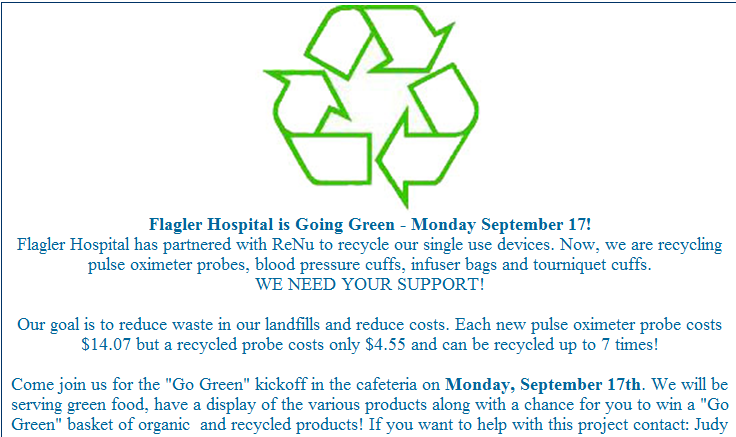 Flagler Hospital is Going Green - Monday September 17!
Flagler Hospital has partnered with ReNu to recycle our single use devices. Now, we are recycling
pulse oximeter probes, blood pressure cuffs, infuser bags and tourniquet cuffs.
WE NEED YOUR SUPPORT!
Our goal is to reduce waste in our landfills and reduce costs. Each new pulse oximeter probe costs
$14.07 but a recycled probe costs only $4.55 and can be recycled up to 7 times!
Come join us for the "Go Green" kickoff in the cafeteria on Monday, September 17th. We will be
serving green food, have a display of the various products along with a chance for you to win a "Go
Green" basket of organic  and recycled products! If you want to help with this project contact: Judy